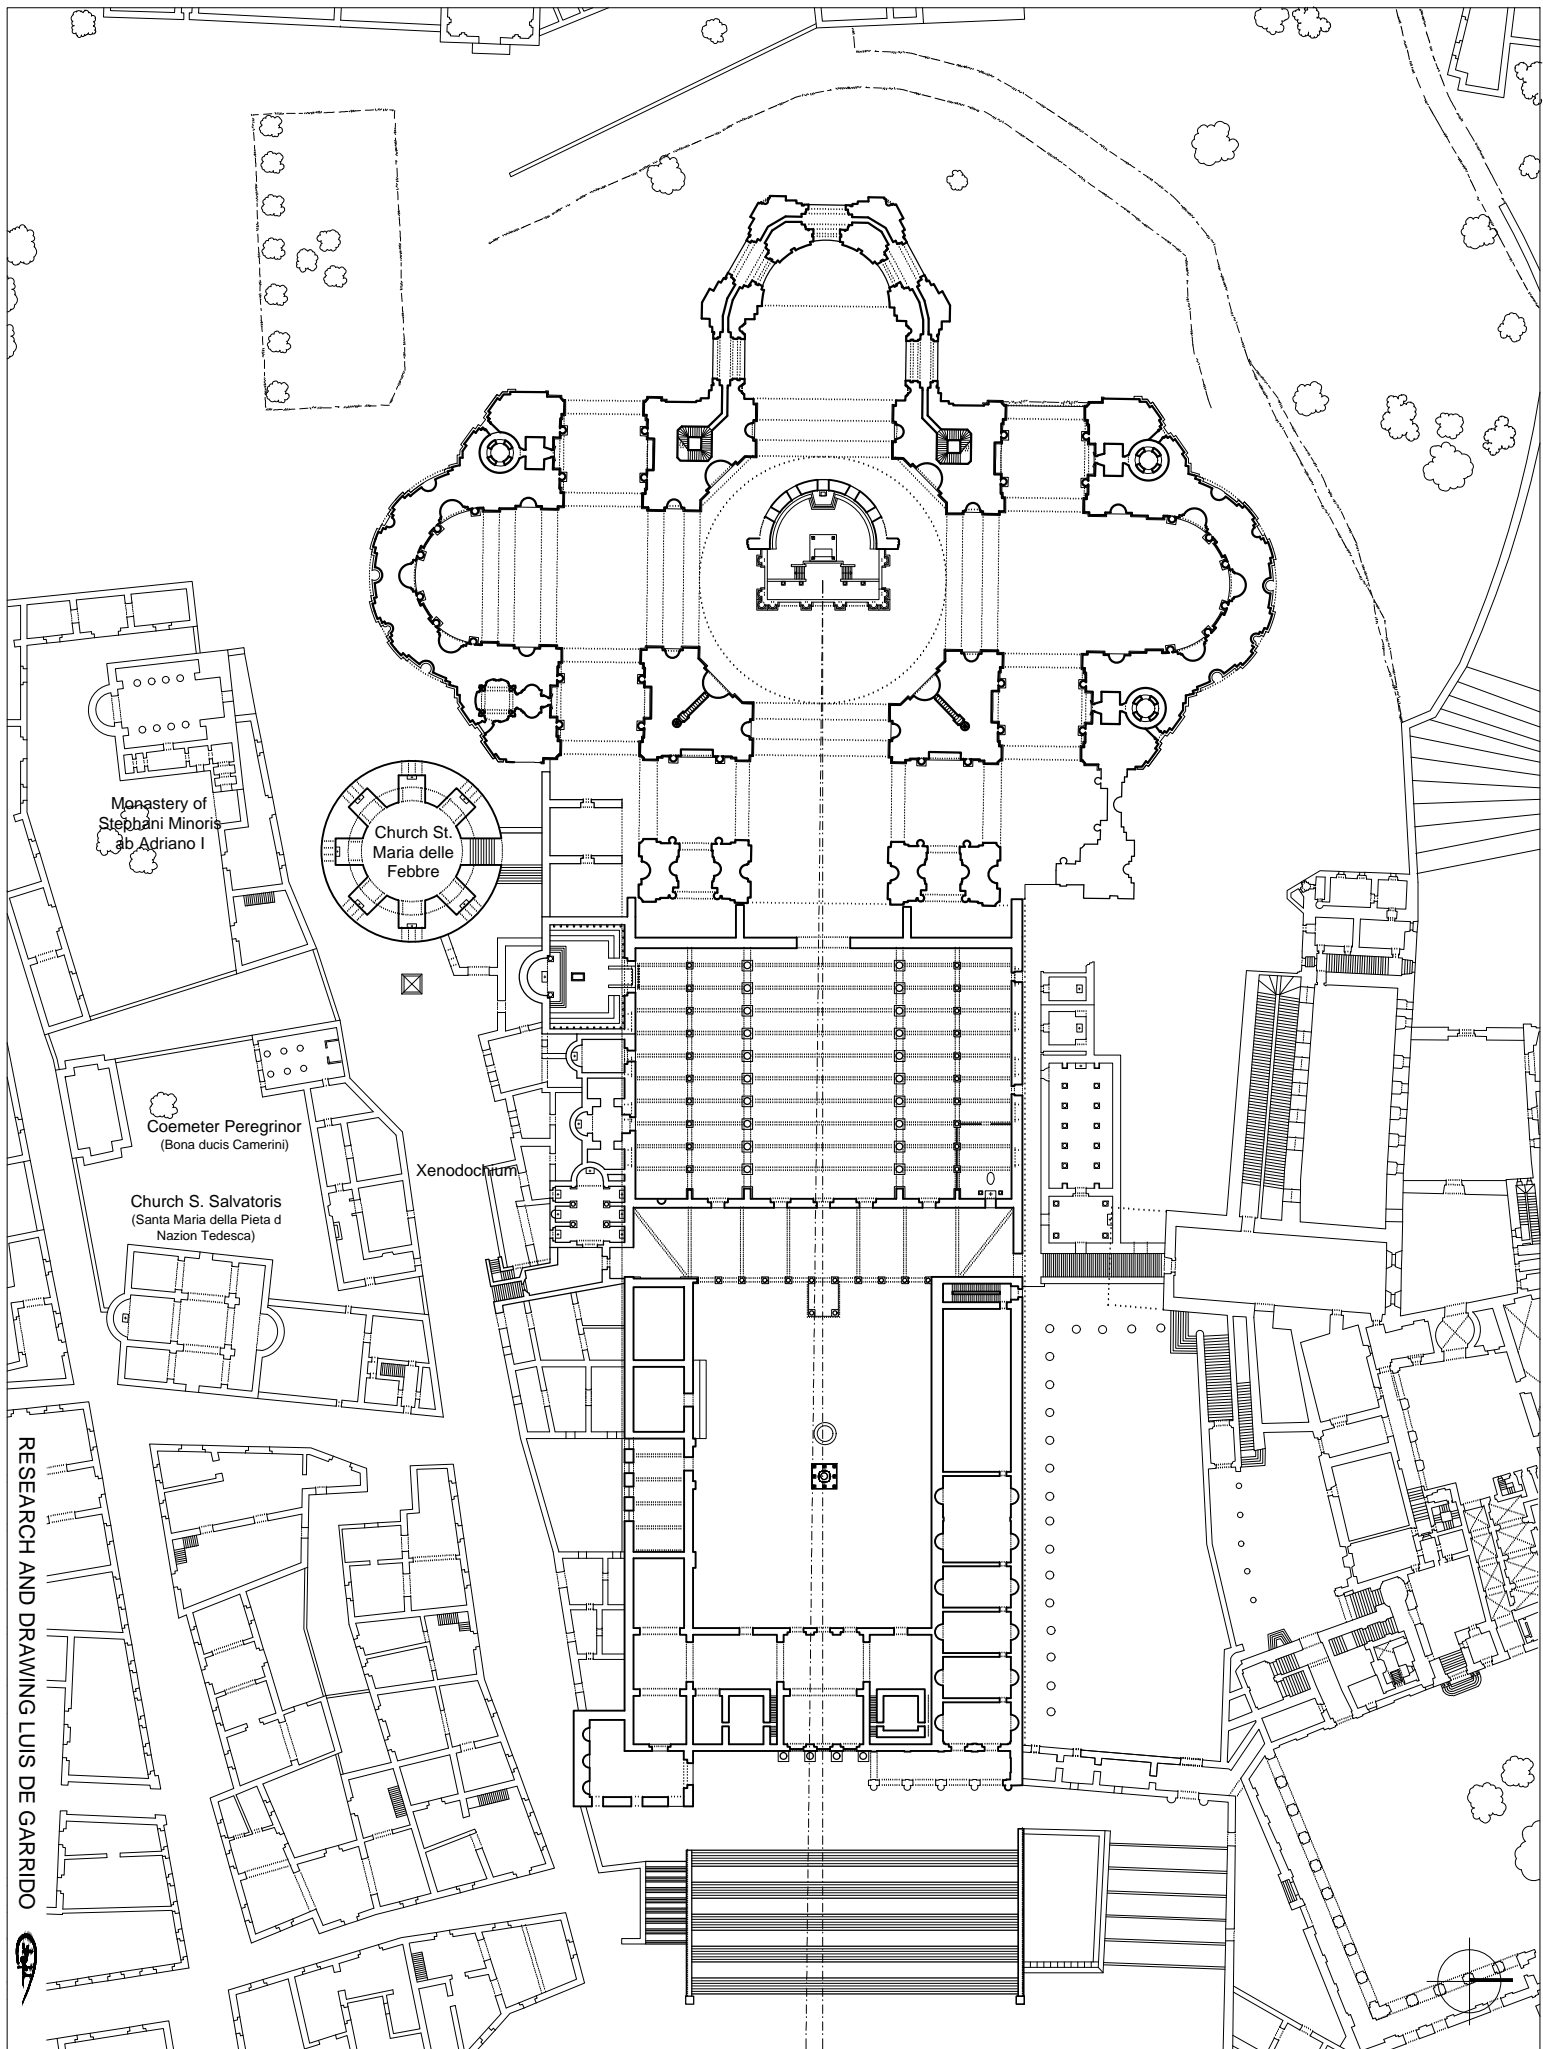 Monastery of
Stephani Minoris
ab Adriano I
Church St.
Maria delle
Febbre
Coemeter Peregrinor
(Bona ducis Camerini)
Xenodochium
Church S. Salvatoris
(Santa Maria della Pieta d
Nazion Tedesca)
RESEARCH AND DRAWING LUIS DE GARRIDO